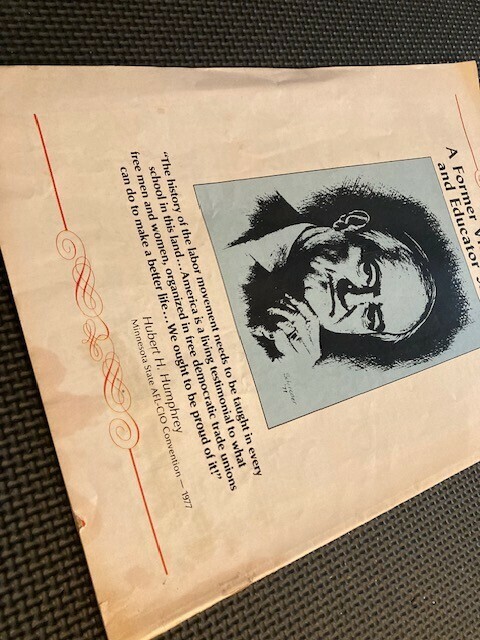 A Former V
and Educator
"The history of the labor movement needs to be taught in every
school in this land...America is a living testimonial to what
free men and women, organized in free democratic trade unions
can do to make a better life...We ought to be proud of it!"
Hubert H. Humphrey
Minnesota State AFL-CIO Convention — 1977